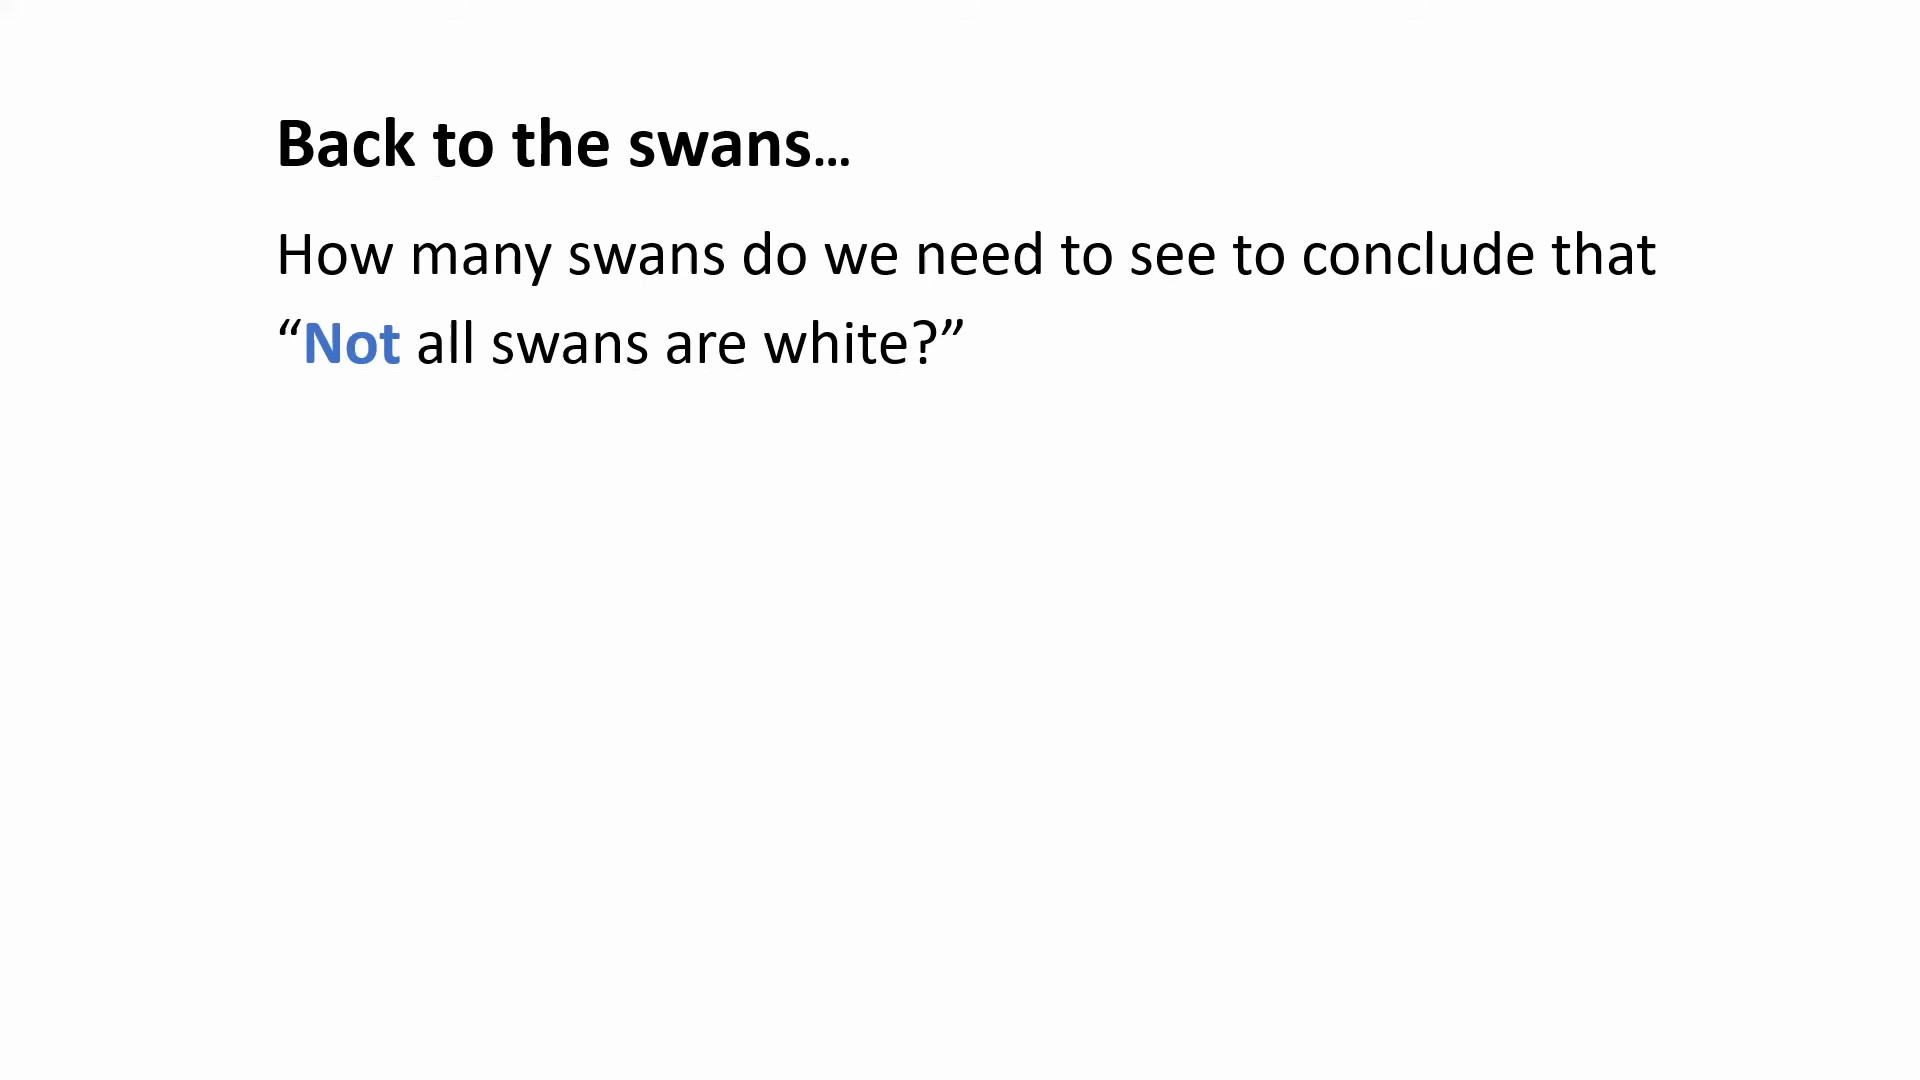 Back to the swans…
How many swans do we need to see to conclude that
“Not all swans are white?”